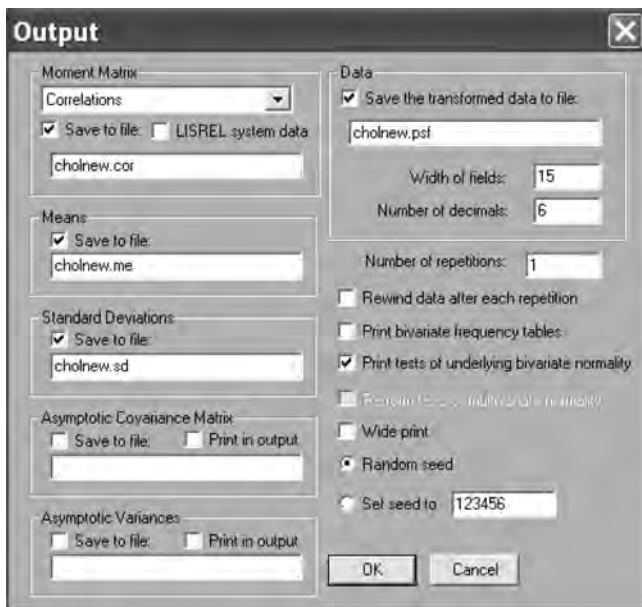 Output
Moment Matrix
Correlations
Save to file: LISREL system data
cholnew.cor
Means
Save to file:
cholnew.me
Standard Deviations
Save to file:
cholnew.sd
Asymptotic Covariance Matrix
Save to file: Print in output
Asymptotic Variances
Save to file: Print in output
Data
Save the transformed data to file:
cholnew.psf
Width of fields: 15
Number of decimals: 6
Number of repetitions: 1
Rewind data after each repetition
Print bivariate frequency tables
Print tests of underlying bivariate normality
multivariate normality
Wide print
Random seed
Set seed to 123456
OK Cancel